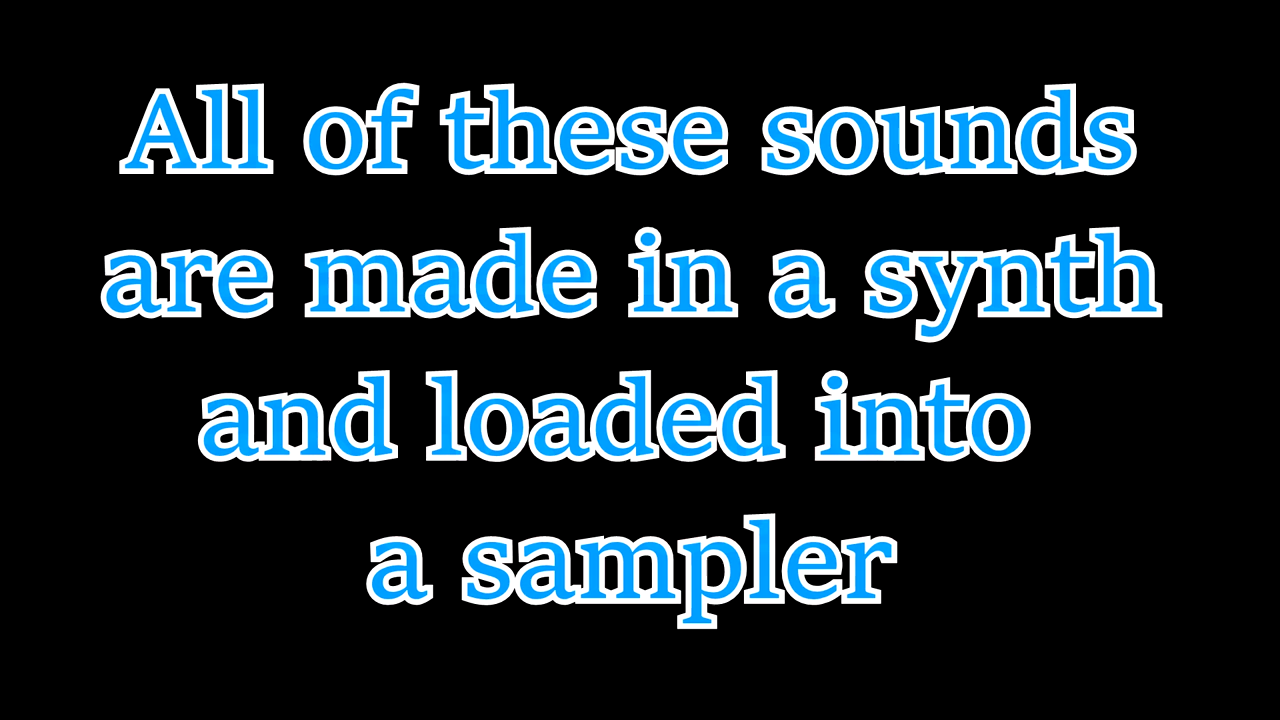 All of these sounds
are made in a synth
and loaded into
a sampler